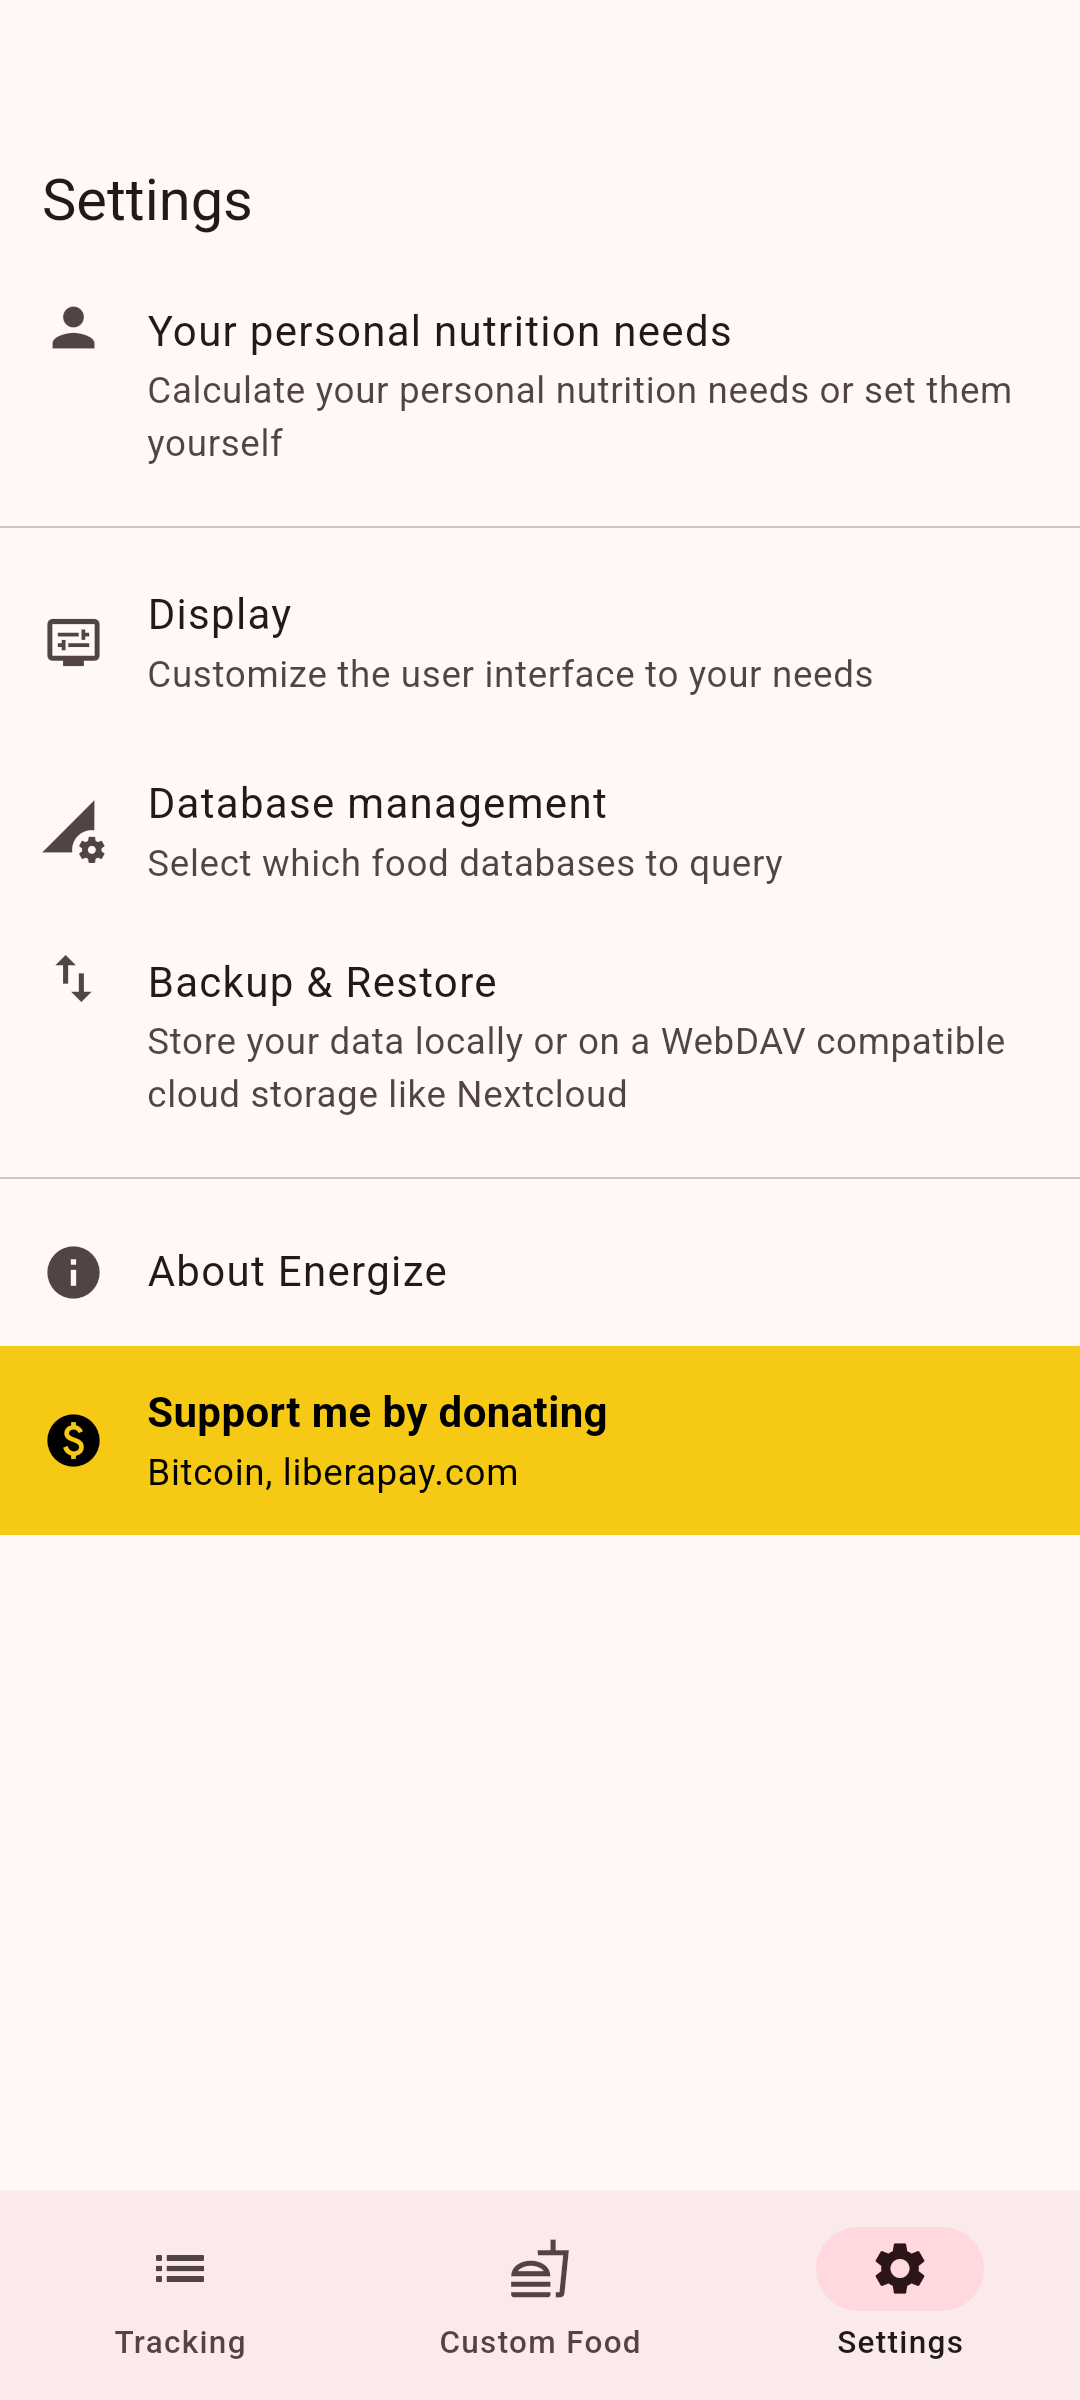 Settings
Your personal nutrition needs
Calculate your personal nutrition needs or set them
yourself
Display
Customize the user interface to your needs
Database management
Select which food databases to query
Backup & Restore
Store your data locally or on a WebDAV compatible
cloud storage like Nextcloud
About Energize
Support me by donating
Bitcoin, liberapay.com
Tracking
Custom Food
Settings